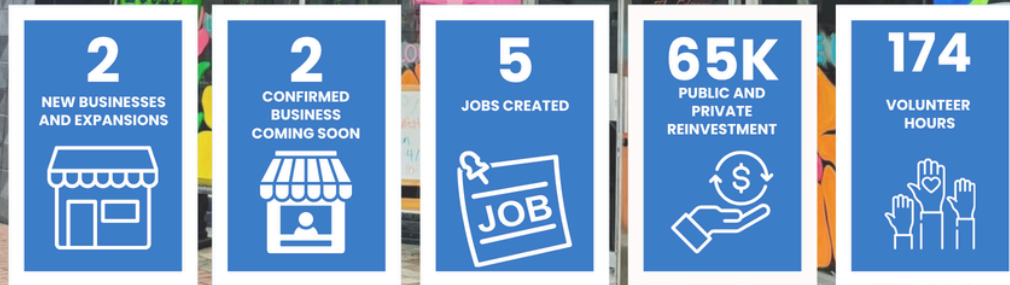 2
NEW BUSINESSES
AND EXPANSIONS
2
CONFIRMED
BUSINESS
COMING SOON
5
JOBS CREATED
JOB
65K
PUBLIC AND
PRIVATE
REINVESTMENT
$
174
VOLUNTEER
HOURS